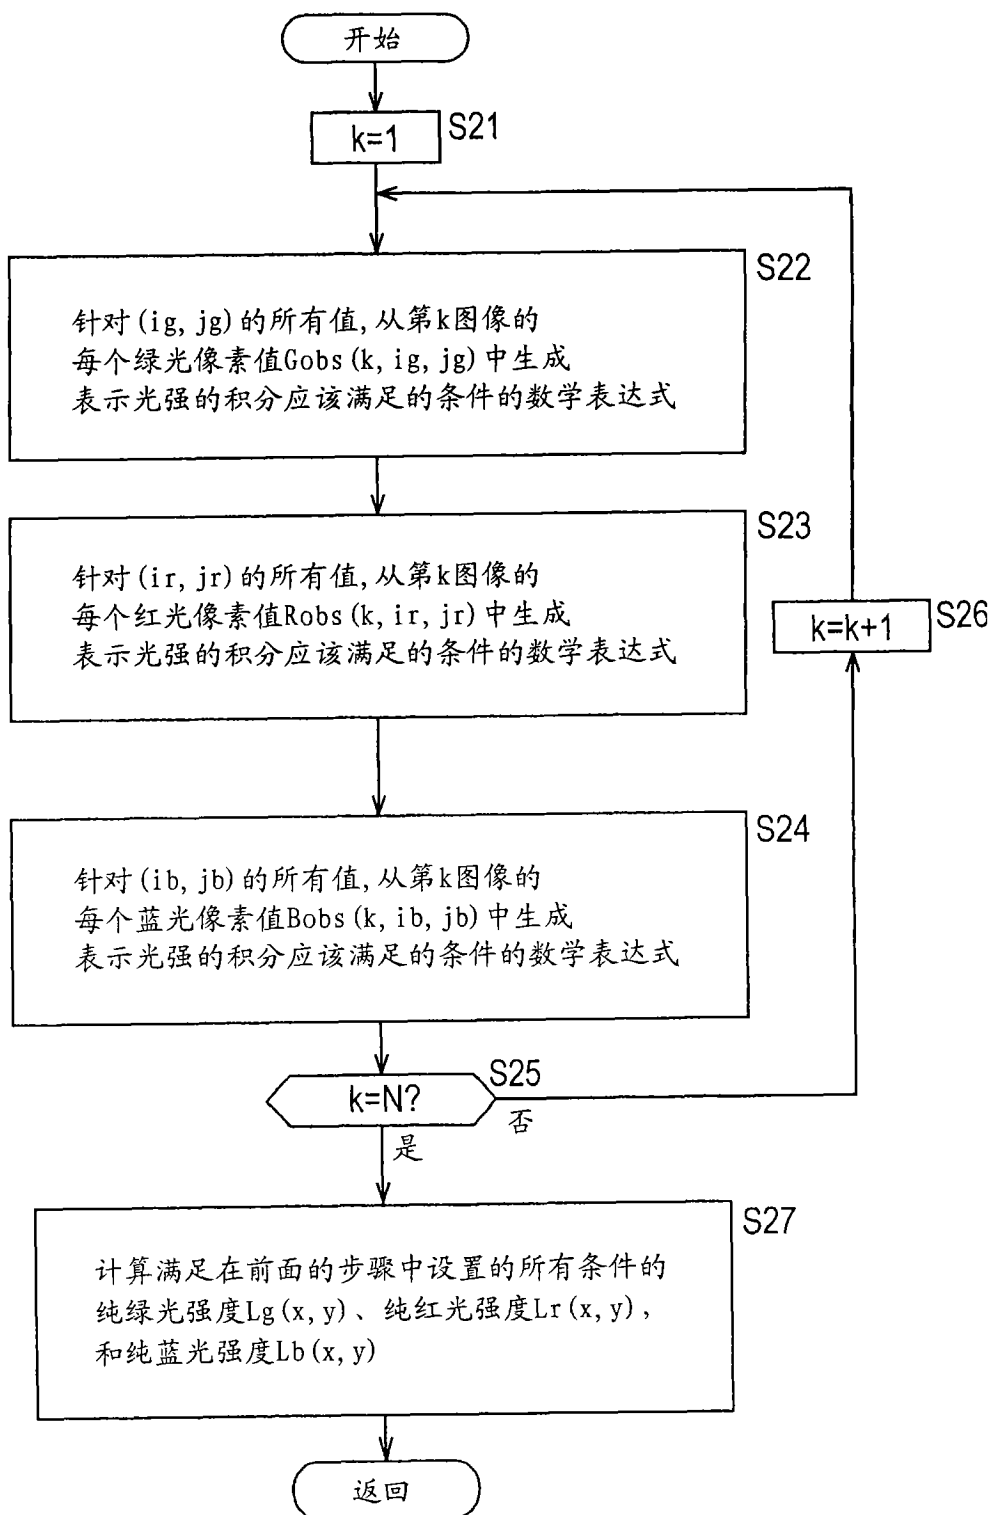 开始
k=1
S21
S22
针对(ig, jg)的所有值,从第k图像的
每个绿光像素值Gobs(k, ig, jg)中生成
表示光强的积分应该满足的条件的数学表达式
S23
针对(ir, jr)的所有值,从第k图像的
每个红光像素值Robs(k, ir, jr)中生成
表示光强的积分应该满足的条件的数学表达式
k=k+1
S26
S24
针对(ib, jb)的所有值,从第k图像的
每个蓝光像素值Bobs(k, ib, jb)中生成
表示光强的积分应该满足的条件的数学表达式
S25
k=N?
否
是
S27
计算满足在前面的步骤中设置的所有条件的
纯绿光强度Lg(x, y)、纯红光强度Lr(x, y),
和纯蓝光强度Lb(x, y)
返回